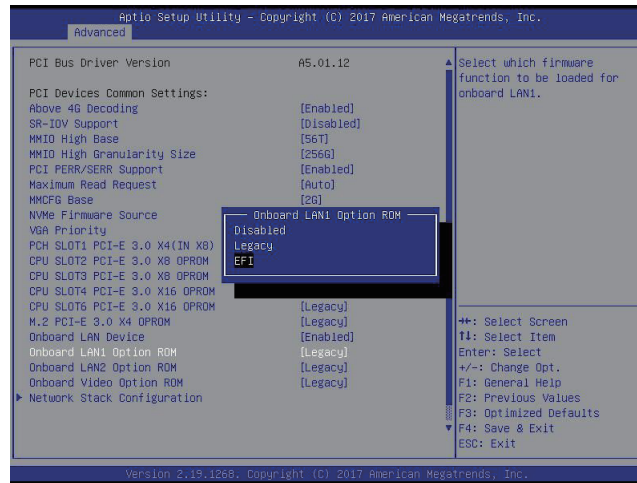 Aptio Setup Utility – Copyright (C) 2017 American Megatrends, Inc.
Advanced
PCI Bus Driver Version A5.01.12
PCI Devices Common Settings:
Above 4G Decoding [Enabled]
SR-IOV Support [Disabled]
MMIO High Base [56T]
MMIO High Granularity Size [256G]
PCI PERR/SERR Support [Enabled]
Maximum Read Request [Auto]
MMCFG Base [2G]
NVMe Firmware Source
VGA Priority
PCH SLOT1 PCI-E 3.0 X4(IN X8)
CPU SLOT2 PCI-E 3.0 X8 OPROM
CPU SLOT3 PCI-E 3.0 X8 OPROM
CPU SLOT4 PCI-E 3.0 X16 OPROM
CPU SLOT6 PCI-E 3.0 X16 OPROM [Legacy]
M.2 PCI-E 3.0 X4 OPROM [Legacy]
Onboard LAN Device [Enabled]
Onboard LAN1 Option ROM [Legacy]
Onboard LAN2 Option ROM [Legacy]
Onboard Video Option ROM [Legacy]
Network Stack Configuration
Onboard LAN1 Option ROM
Disabled
Legacy
EFI
Select which firmware
function to be loaded for
onboard LAN1.
→←: Select Screen
↑↓: Select Item
Enter: Select
+/-: Change Opt.
F1: General Help
F2: Previous Values
F3: Optimized Defaults
F4: Save & Exit
ESC: Exit
Version 2.19.1268. Copyright (C) 2017 American Megatrends, Inc.